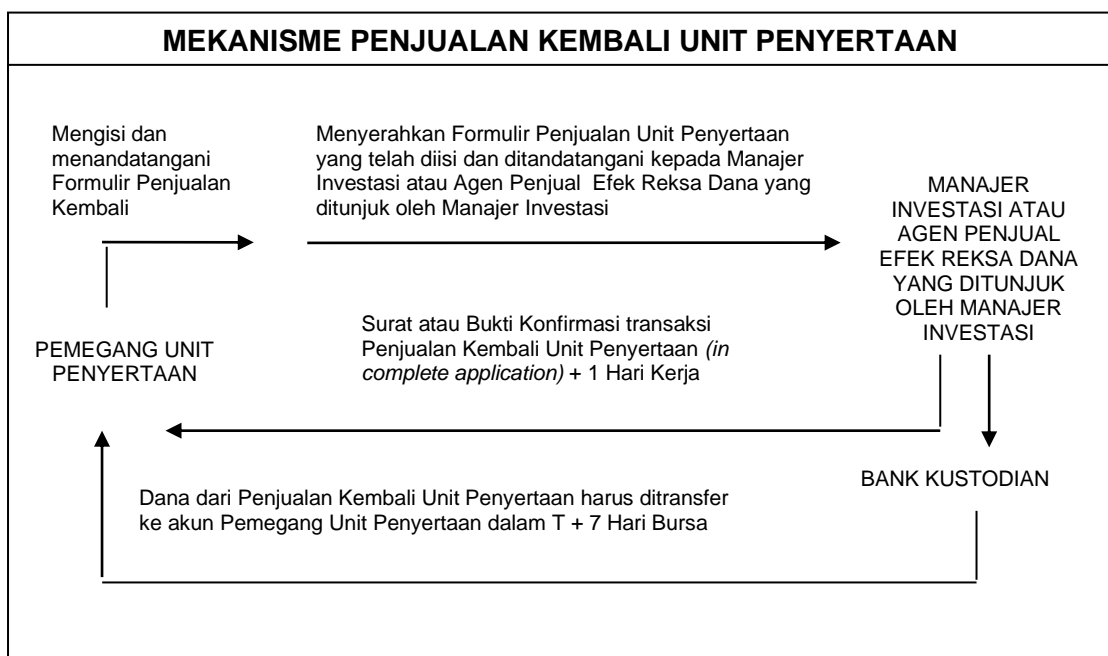 MEKANISME PENJUALAN KEMBALI UNIT PENYERTAAN
Mengisi dan
menandatangani
Formulir Penjualan
Kembali
Menyerahkan Formulir Penjualan Unit Penyertaan
yang telah diisi dan ditandatangani kepada Manajer
Investasi atau Agen Penjual Efek Reksa Dana yang
ditunjuk oleh Manajer Investasi
MANAJER
INVESTASI ATAU
AGEN PENJUAL
EFEK REKSA DANA
YANG DITUNJUK
OLEH MANAJER
INVESTASI
PEMEGANG UNIT
PENYERTAAN
Surat atau Bukti Konfirmasi transaksi
Penjualan Kembali Unit Penyertaan (in
complete application) + 1 Hari Kerja
BANK KUSTODIAN
Dana dari Penjualan Kembali Unit Penyertaan harus ditransfer
ke akun Pemegang Unit Penyertaan dalam T + 7 Hari Bursa